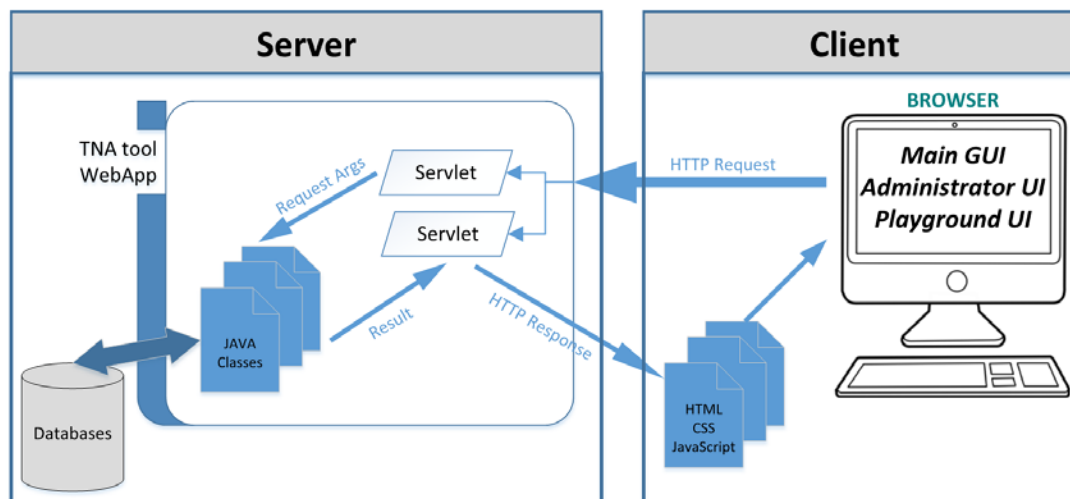 Server
Client
TNA tool
WebApp
Request Args
Servlet
Servlet
HTTP Request
BROWSER
Main GUI
Administrator UI
Playground UI
JAVA
Classes
Result
HTTP Response
Databases
HTML
CSS
JavaScript